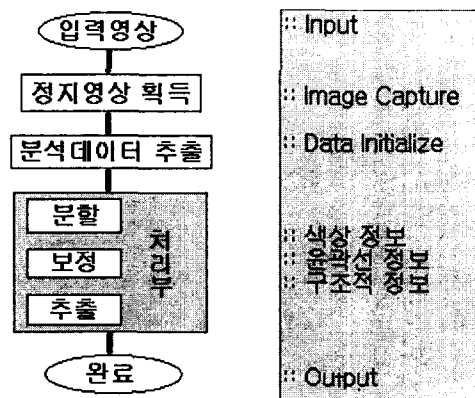 입력영상
정지영상 획득
분석데이터 추출
분할
보정
추출
처리부
완료
:: Input
:: Image Capture
:: Data Initialize
:: 색상 정보
:: 윤곽선 정보
:: 구조적 정보
:: Output